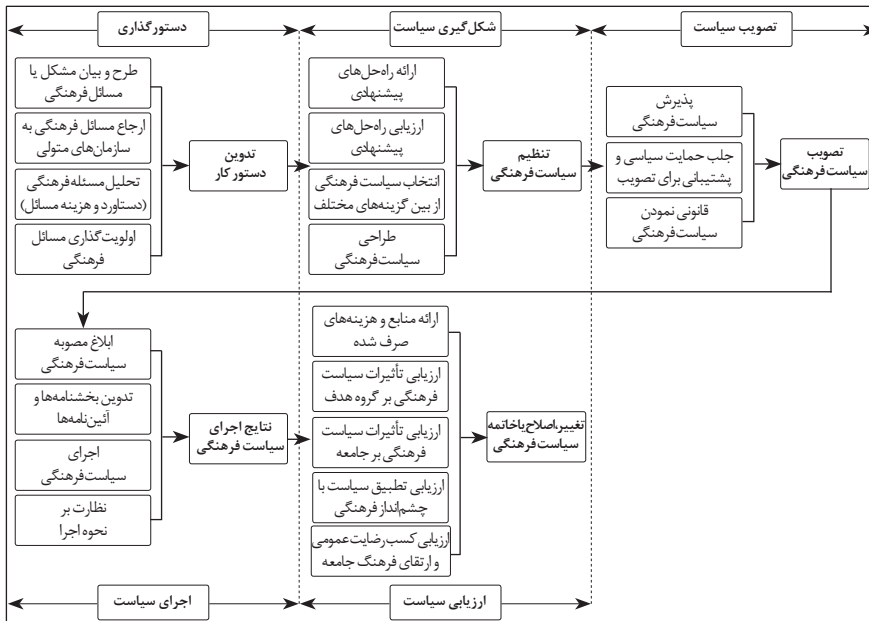 دستورگذاری
شکل‌گیری سیاست
تصویب سیاست
طرح و بیان مشکل یا
مسائل فرهنگی
ارجاع مسائل فرهنگی به
سازمان‌های متولی
تحلیل مسئله فرهنگی
(دستاورد و هزینه مسائل)
اولویت‌گذاری مسائل
فرهنگی
تدوین
دستور کار
ارائه راه‌حل‌های
پیشنهادی
ارزیابی راه‌حل‌های
پیشنهادی
انتخاب سیاست فرهنگی
از بین گزینه‌های مختلف
طراحی
سیاست فرهنگی
تنظیم
سیاست فرهنگی
پذیرش
سیاست فرهنگی
جلب حمایت سیاسی و
پشتیبانی برای تصویب
قانونی نمودن
سیاست فرهنگی
تصویب
سیاست فرهنگی
ابلاغ مصوبه
سیاست فرهنگی
تدوین بخشنامه‌ها و
آئین‌نامه‌ها
اجرای
سیاست فرهنگی
نظارت بر
نحوه اجرا
نتایج اجرای
سیاست فرهنگی
ارائه منابع و هزینه‌های
صرف شده
ارزیابی تأثیرات سیاست
فرهنگی بر گروه هدف
ارزیابی تأثیرات سیاست
فرهنگی بر جامعه
ارزیابی تطبیق سیاست با
چشم‌انداز فرهنگی
ارزیابی کسب رضایت عمومی
و ارتقای فرهنگ جامعه
تغییر، اصلاح یا خاتمه
سیاست فرهنگی
اجرای سیاست
ارزیابی سیاست